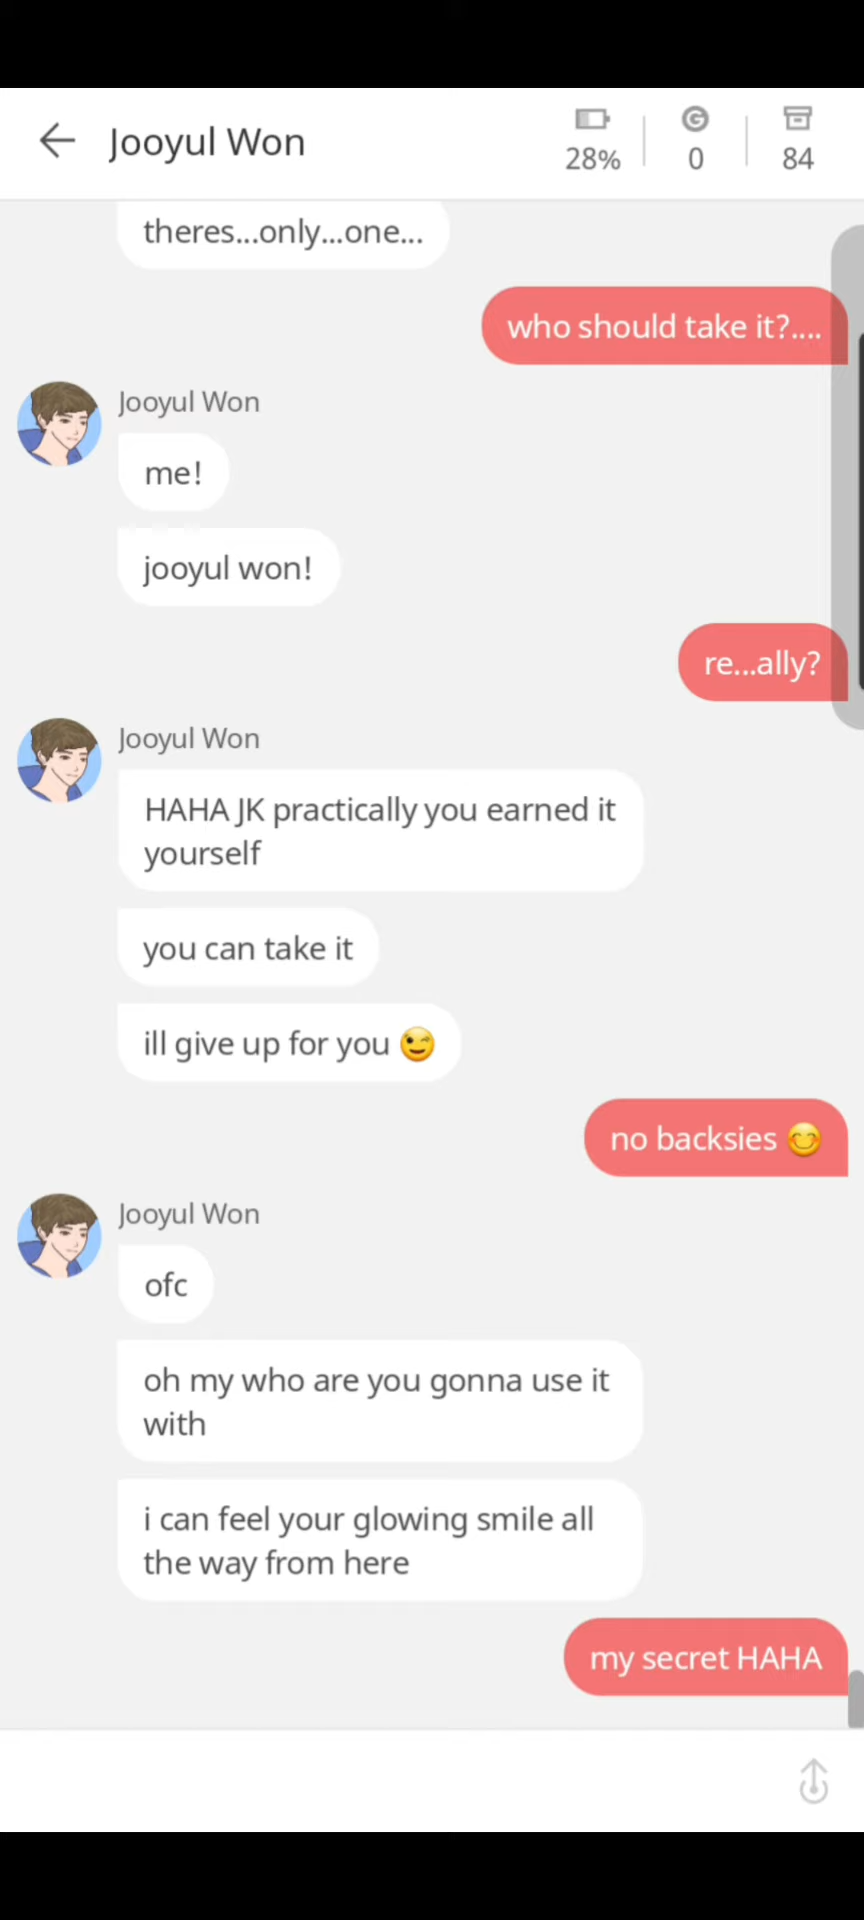 Jooyul Won
28%
0
84
theres...only...one...
who should take it?....
Jooyul Won
me!
jooyul won!
re...ally?
Jooyul Won
HAHA JK practically you earned it
yourself
you can take it
ill give up for you 😉
no backsies 😊
Jooyul Won
ofc
oh my who are you gonna use it
with
i can feel your glowing smile all
the way from here
my secret HAHA